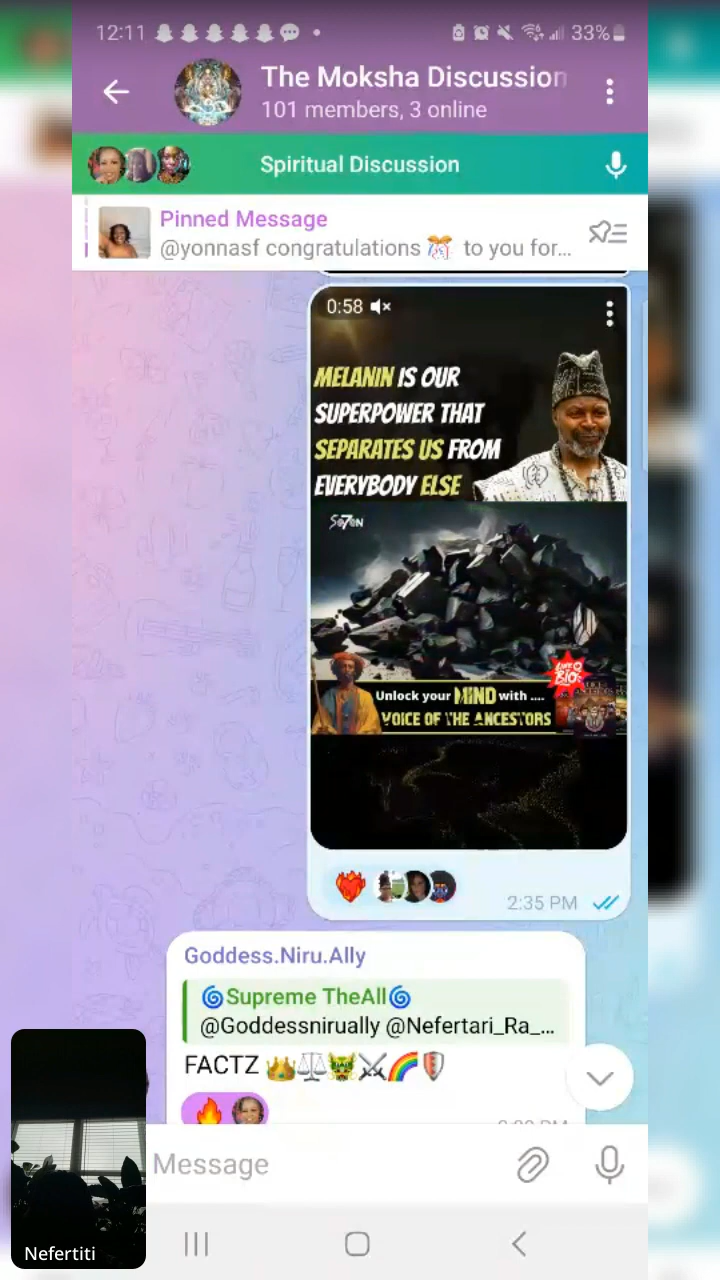 12:11
33%
The Moksha Discussion
101 members, 3 online
Spiritual Discussion
Pinned Message
@yonnasf congratulations 🎊 to you for...
0:58
MELANIN IS OUR
SUPERPOWER THAT
SEPARATES US FROM
EVERYBODY ELSE
Se7en
BIO
Unlock your MIND with ....
VOICE OF THE ANCESTORS
2:35 PM
Goddess.Niru.Ally
🌀Supreme TheAll🌀
@Goddessnirually @Nefertari_Ra_...
FACTZ 👑⚖️🐲⚔️🌈🛡️
Message
Nefertiti